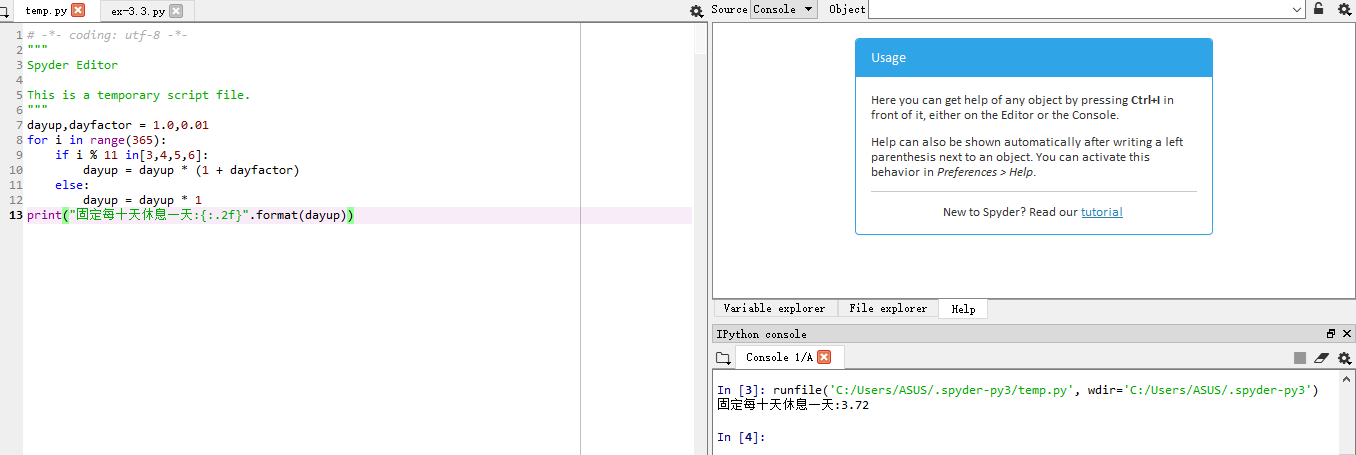 temp.py
ex-3.3.py
1 # -*- coding: utf-8 -*-
2 """
3 Spyder Editor
4
5 This is a temporary script file.
6 """
7 dayup,dayfactor = 1.0,0.01
8 for i in range(365):
9     if i % 11 in[3,4,5,6]:
10         dayup = dayup * (1 + dayfactor)
11     else:
12         dayup = dayup * 1
13 print("固定每十天休息一天:{:.2f}".format(dayup))
Source Console Object
Usage
Here you can get help of any object by pressing Ctrl+I in
front of it, either on the Editor or the Console.
Help can also be shown automatically after writing a left
parenthesis next to an object. You can activate this
behavior in Preferences > Help.
New to Spyder? Read our tutorial
Variable explorer File explorer Help
IPython console
Console 1/A
In [3]: runfile('C:/Users/ASUS/.spyder-py3/temp.py', wdir='C:/Users/ASUS/.spyder-py3')
固定每十天休息一天:3.72
In [4]: